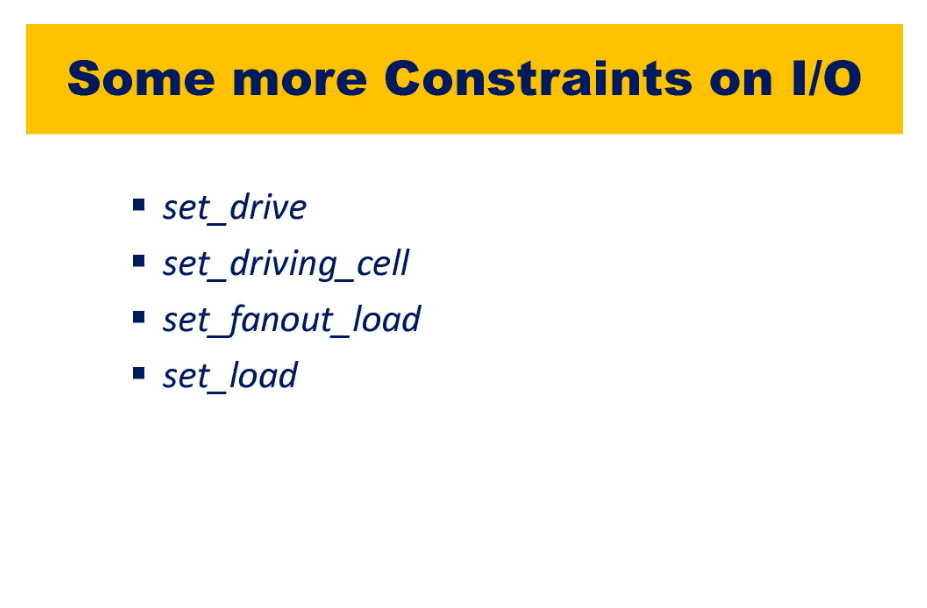 Some more Constraints on I/O
▪ set_drive
▪ set_driving_cell
▪ set_fanout_load
▪ set_load